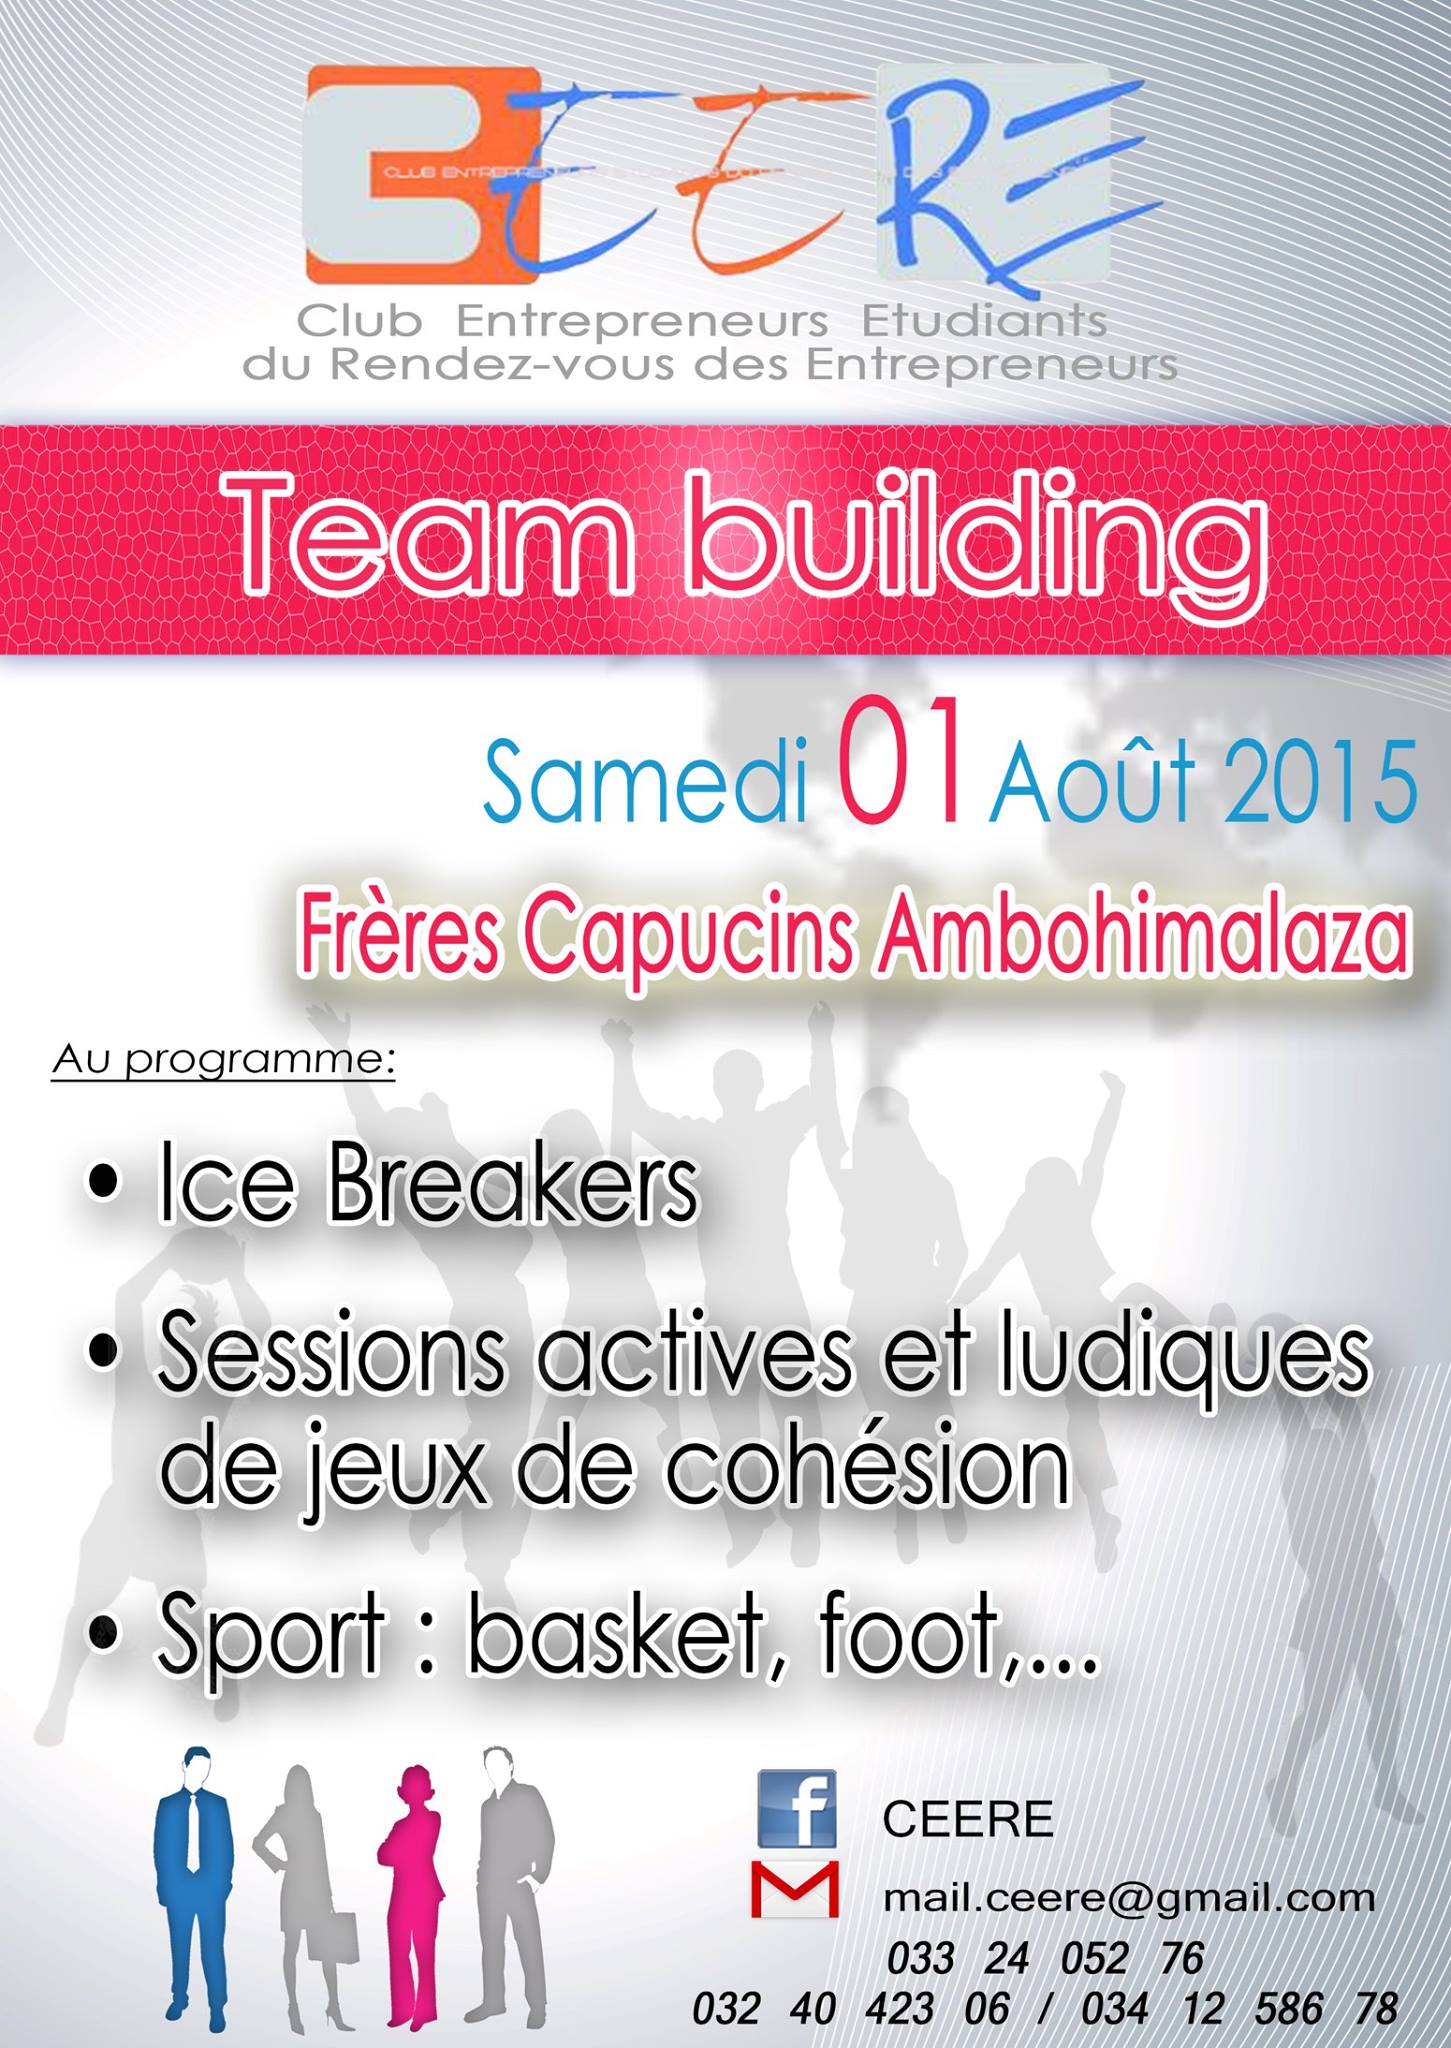 CEERE
CLUB ENTREPRENEURS
Club Entrepreneurs Etudiants
du Rendez-vous des Entrepreneurs
Team building
Samedi 01 Août 2015
Frères Capucins Ambohimalaza
Au programme:
• Ice Breakers
• Sessions actives et ludiques
de jeux de cohésion
• Sport : basket, foot,...
f CEERE
mail.ceere@gmail.com
033 24 052 76
032 40 423 06 / 034 12 586 78